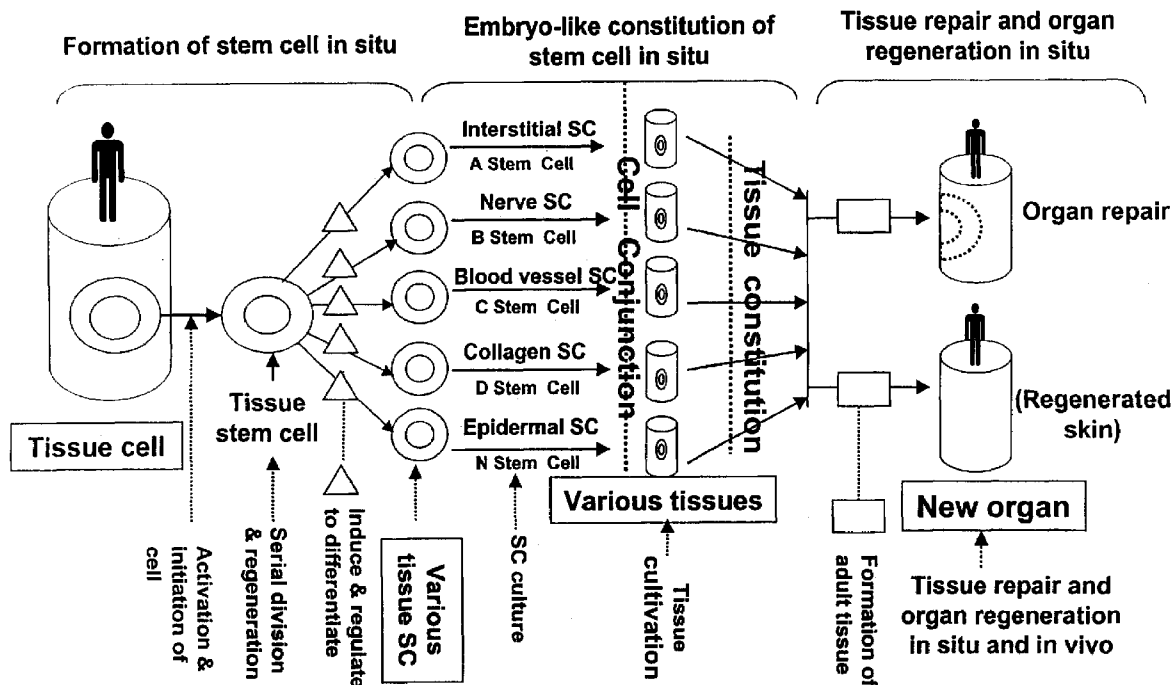 Formation of stem cell in situ
Embryo-like constitution of
stem cell in situ
Tissue repair and organ
regeneration in situ
Interstitial SC
A Stem Cell
Nerve SC
B Stem Cell
Blood vessel SC
C Stem Cell
Collagen SC
D Stem Cell
Epidermal SC
N Stem Cell
Cell Conjunction
Tissue constitution
Organ repair
(Regenerated
skin)
Tissue cell
Tissue
stem cell
Various tissues
New organ
Activation &
initiation of
cell
Serial division
& regeneration
Induce & regulate
to differentiate
Various
tissue SC
SC culture
Tissue
cultivation
Formation of
adult tissue
Tissue repair and
organ regeneration
in situ and in vivo